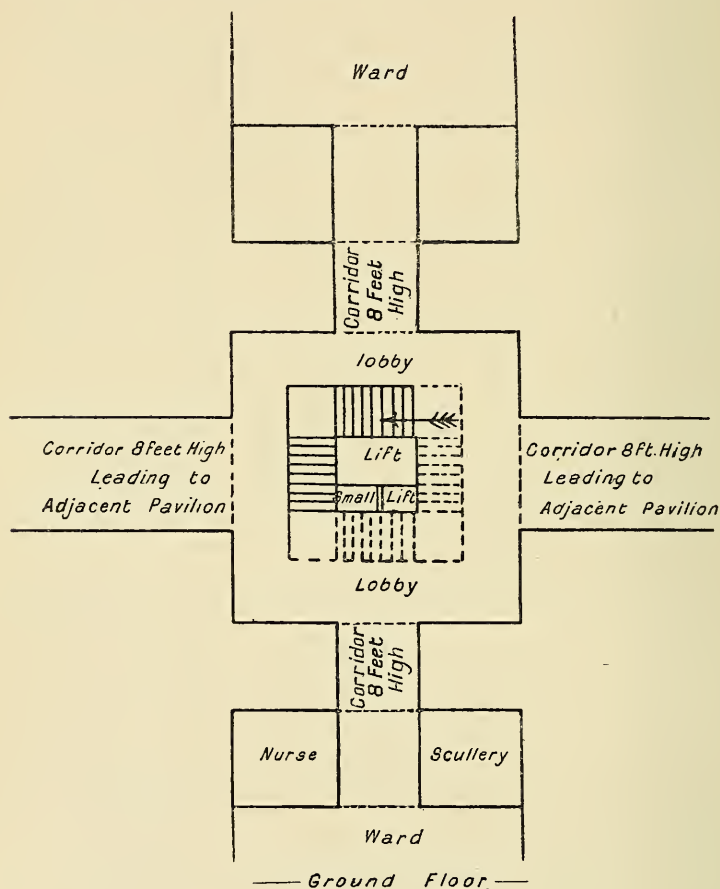 Ward
Corridor
8 Feet
High
lobby
Corridor 8feet High
Leading to
Adjacent Pavilion
Lift
Small Lift
Corridor 8ft. High
Leading to
Adjacent Pavilion
Lobby
Corridor
8 Feet
High
Nurse
Scullery
Ward
Ground Floor